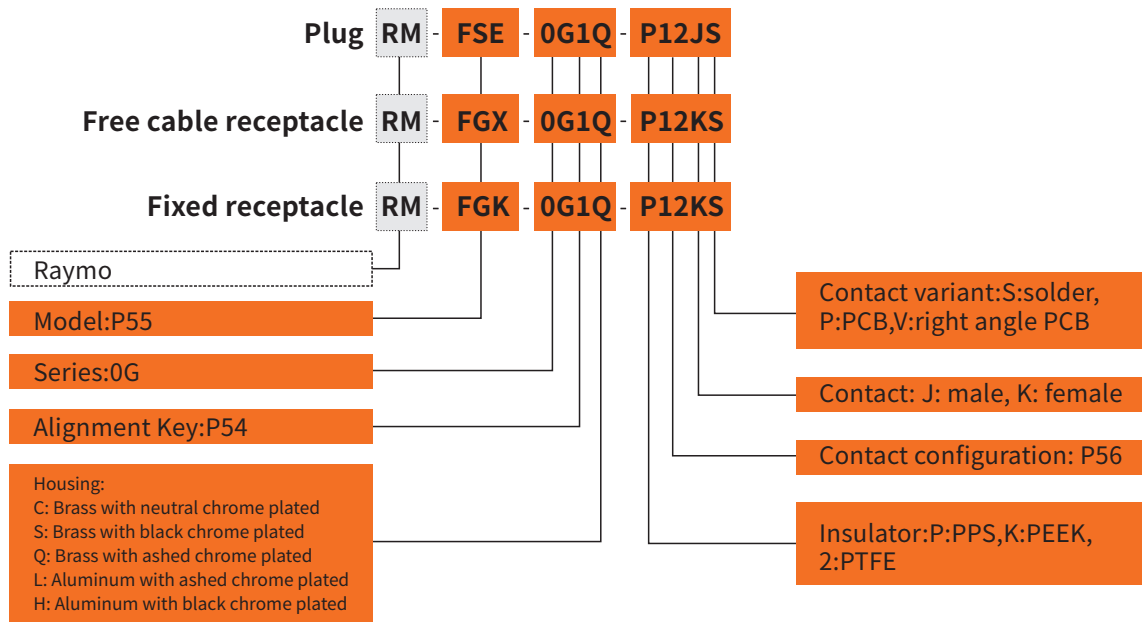 Plug RM - FSE - 0G1Q - P12JS
Free cable receptacle RM - FGX - 0G1Q - P12KS
Fixed receptacle RM - FGK - 0G1Q - P12KS
Raymo
Model:P55
Series:0G
Alignment Key:P54
Housing:
C: Brass with neutral chrome plated
S: Brass with black chrome plated
Q: Brass with ashed chrome plated
L: Aluminum with ashed chrome plated
H: Aluminum with black chrome plated
Contact variant:S:solder,
P:PCB,V:right angle PCB
Contact: J: male, K: female
Contact configuration: P56
Insulator:P:PPS,K:PEEK,
2:PTFE